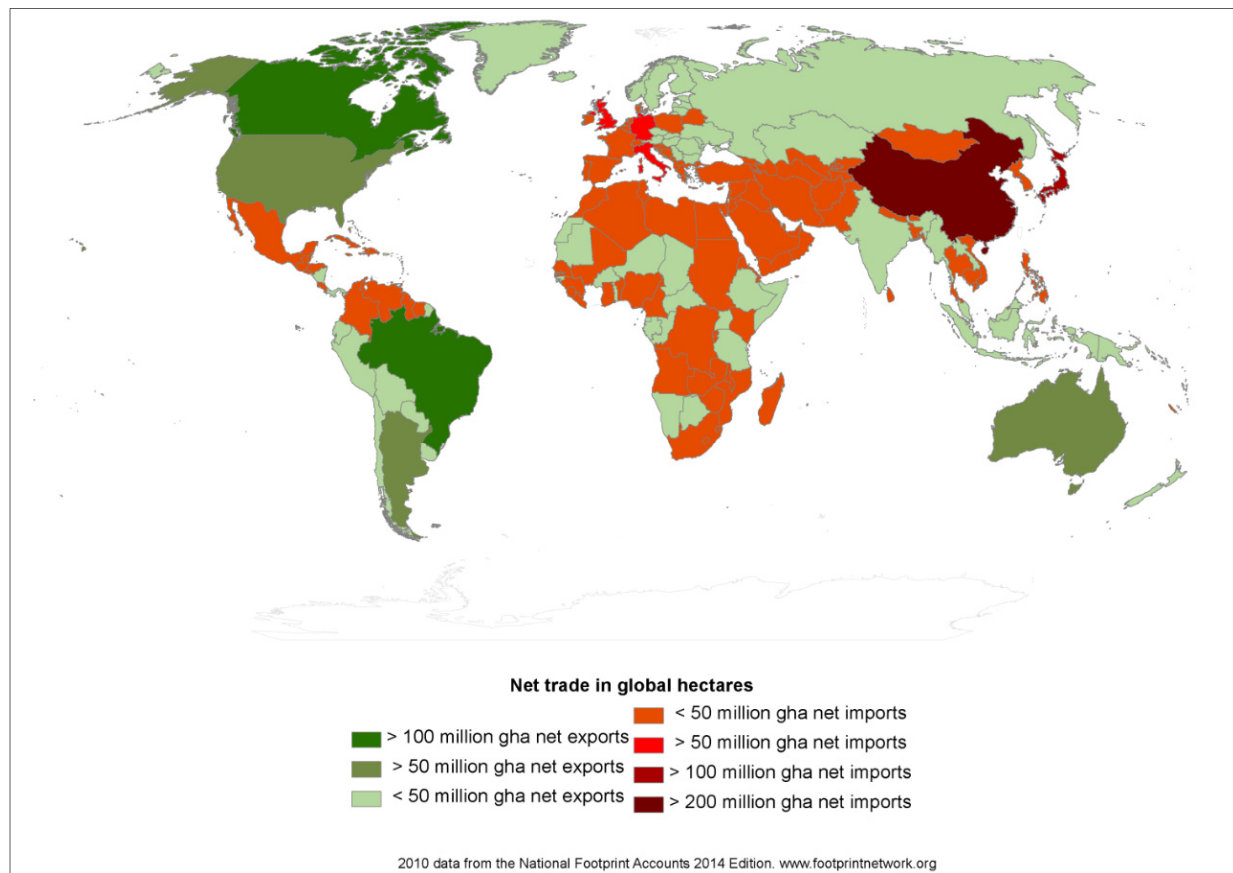 Net trade in global hectares
> 100 million gha net exports
> 50 million gha net exports
< 50 million gha net exports
< 50 million gha net imports
> 50 million gha net imports
> 100 million gha net imports
> 200 million gha net imports
2010 data from the National Footprint Accounts 2014 Edition. www.footprintnetwork.org